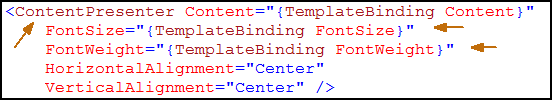 <ContentPresenter Content="{TemplateBinding Content}"
FontSize="{TemplateBinding FontSize}"
FontWeight="{TemplateBinding FontWeight}"
HorizontalAlignment="Center"
VerticalAlignment="Center" />